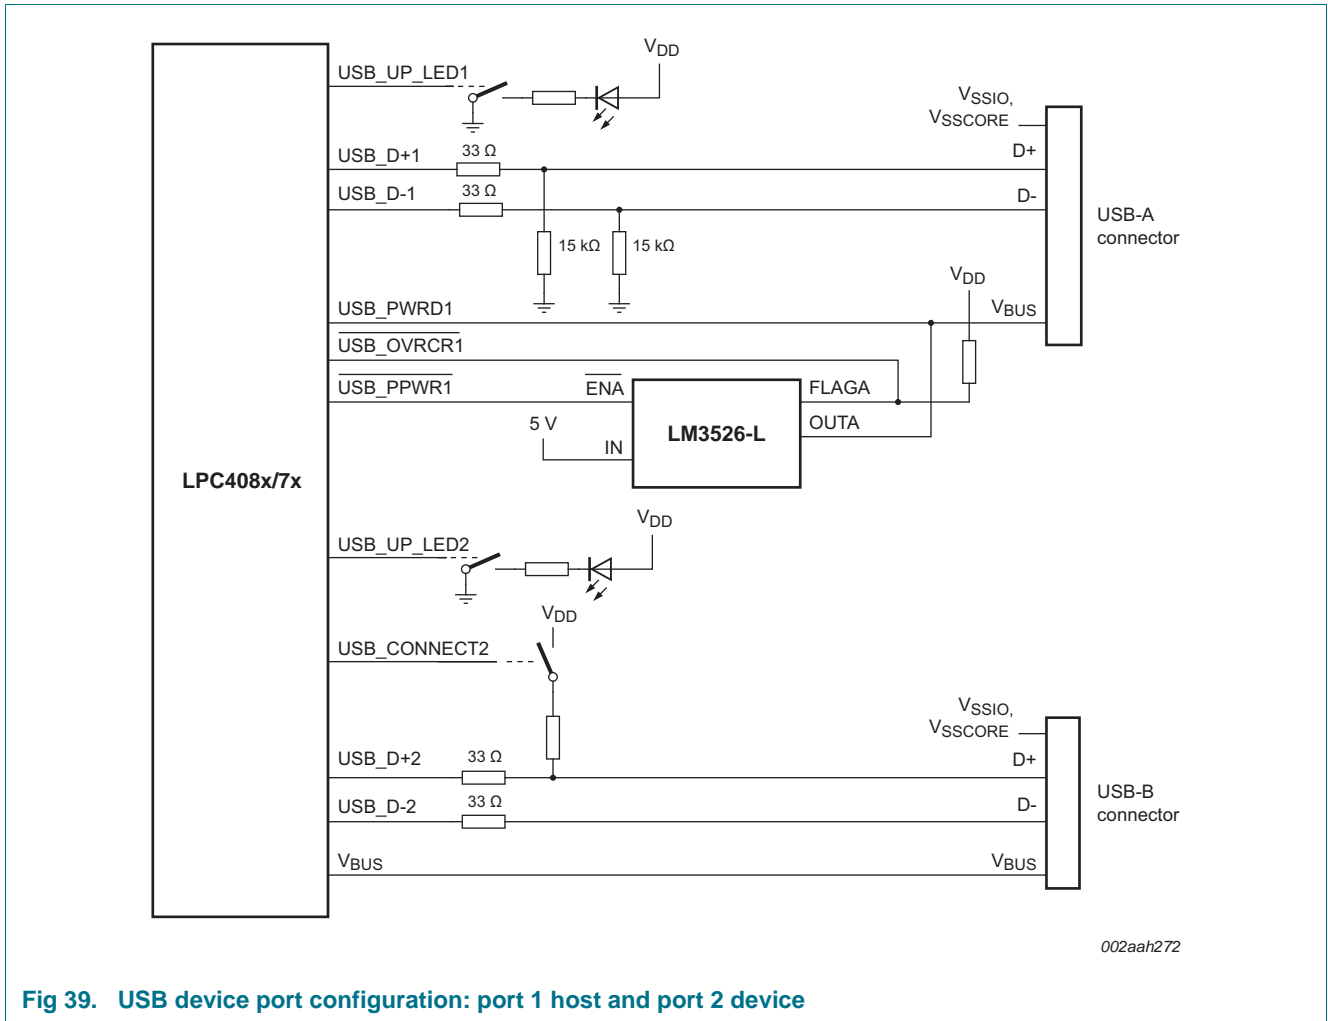 VDD
USB_UP_LED1
VSSIO,
VSSCORE
USB_D+1
33 Ω
D+
USB_D-1
33 Ω
D-
USB-A
connector
15 kΩ
15 kΩ
VDD
USB_PWRD1
VBUS
USB_OVRCR1
USB_PPWR1
ENA
FLAGA
5 V
IN
LM3526-L
OUTA
LPC408x/7x
VDD
USB_UP_LED2
VDD
USB_CONNECT2
VSSIO,
VSSCORE
USB_D+2
33 Ω
D+
USB_D-2
33 Ω
D-
USB-B
connector
VBUS
VBUS
002aah272
Fig 39. USB device port configuration: port 1 host and port 2 device